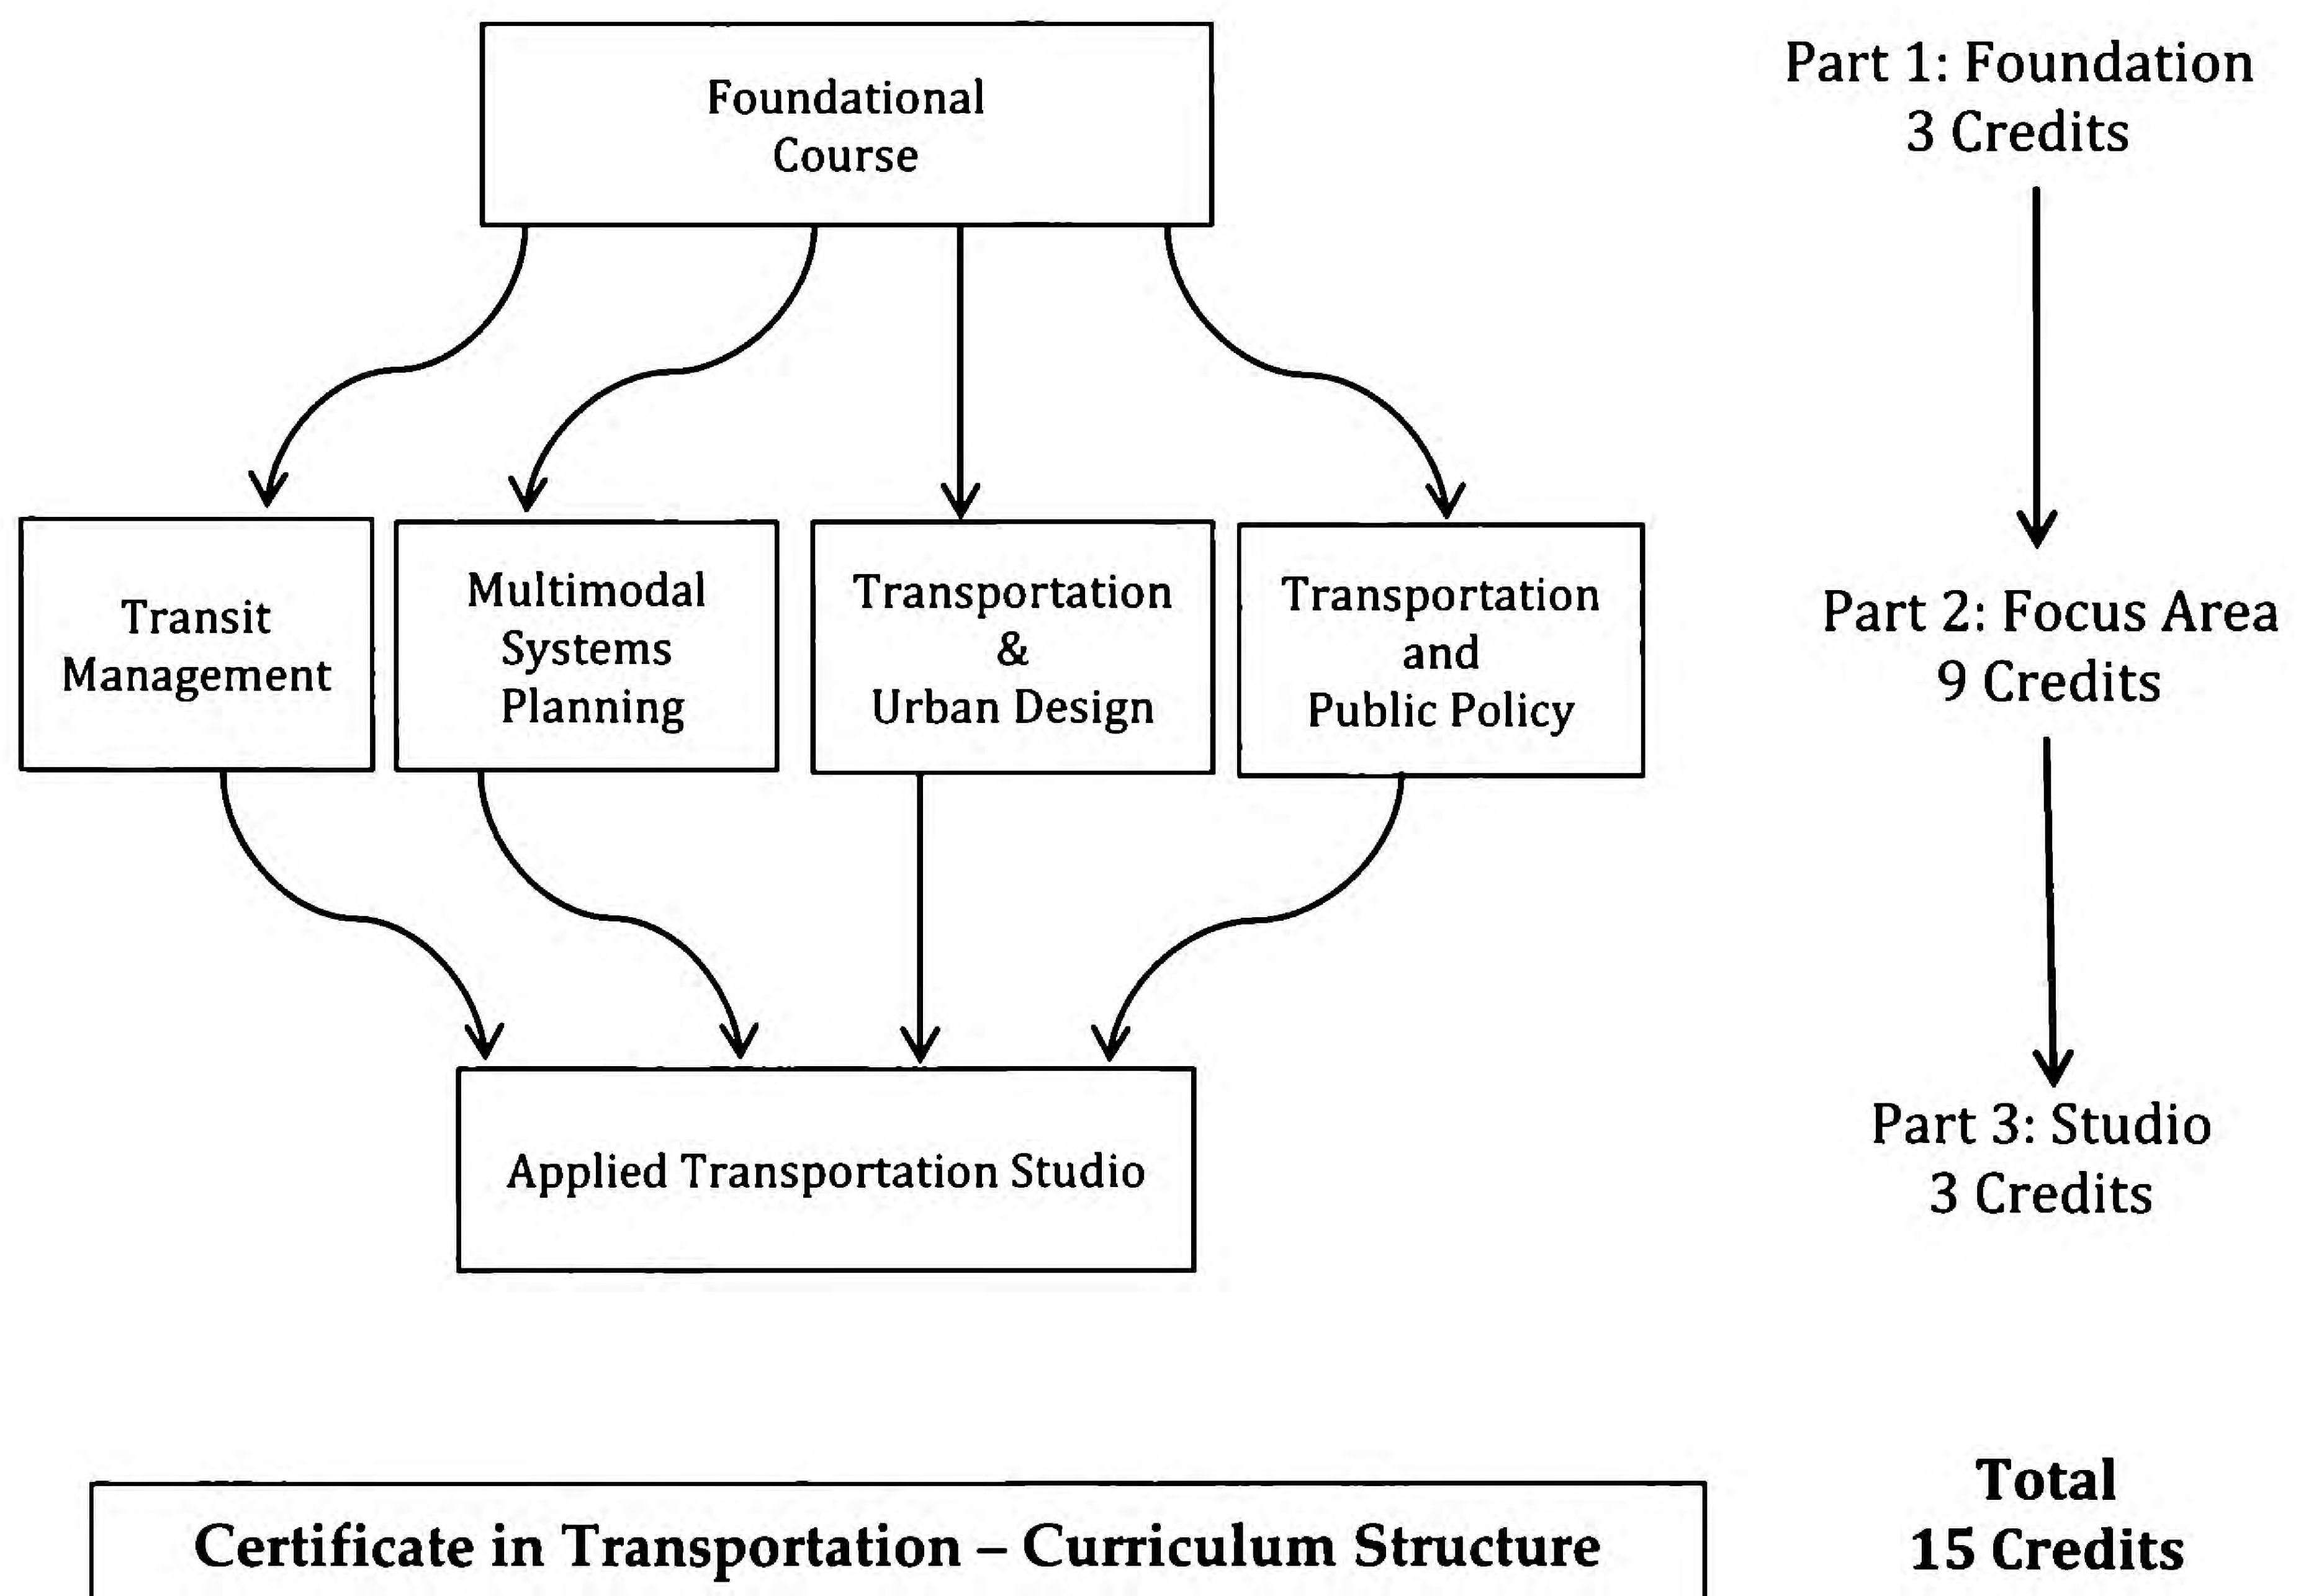 Foundational
Course
Part 1: Foundation
3 Credits
Transit
Management
Multimodal
Systems
Planning
Transportation
&
Urban Design
Transportation
and
Public Policy
Part 2: Focus Area
9 Credits
Applied Transportation Studio
Part 3: Studio
3 Credits
Certificate in Transportation – Curriculum Structure
Total
15 Credits